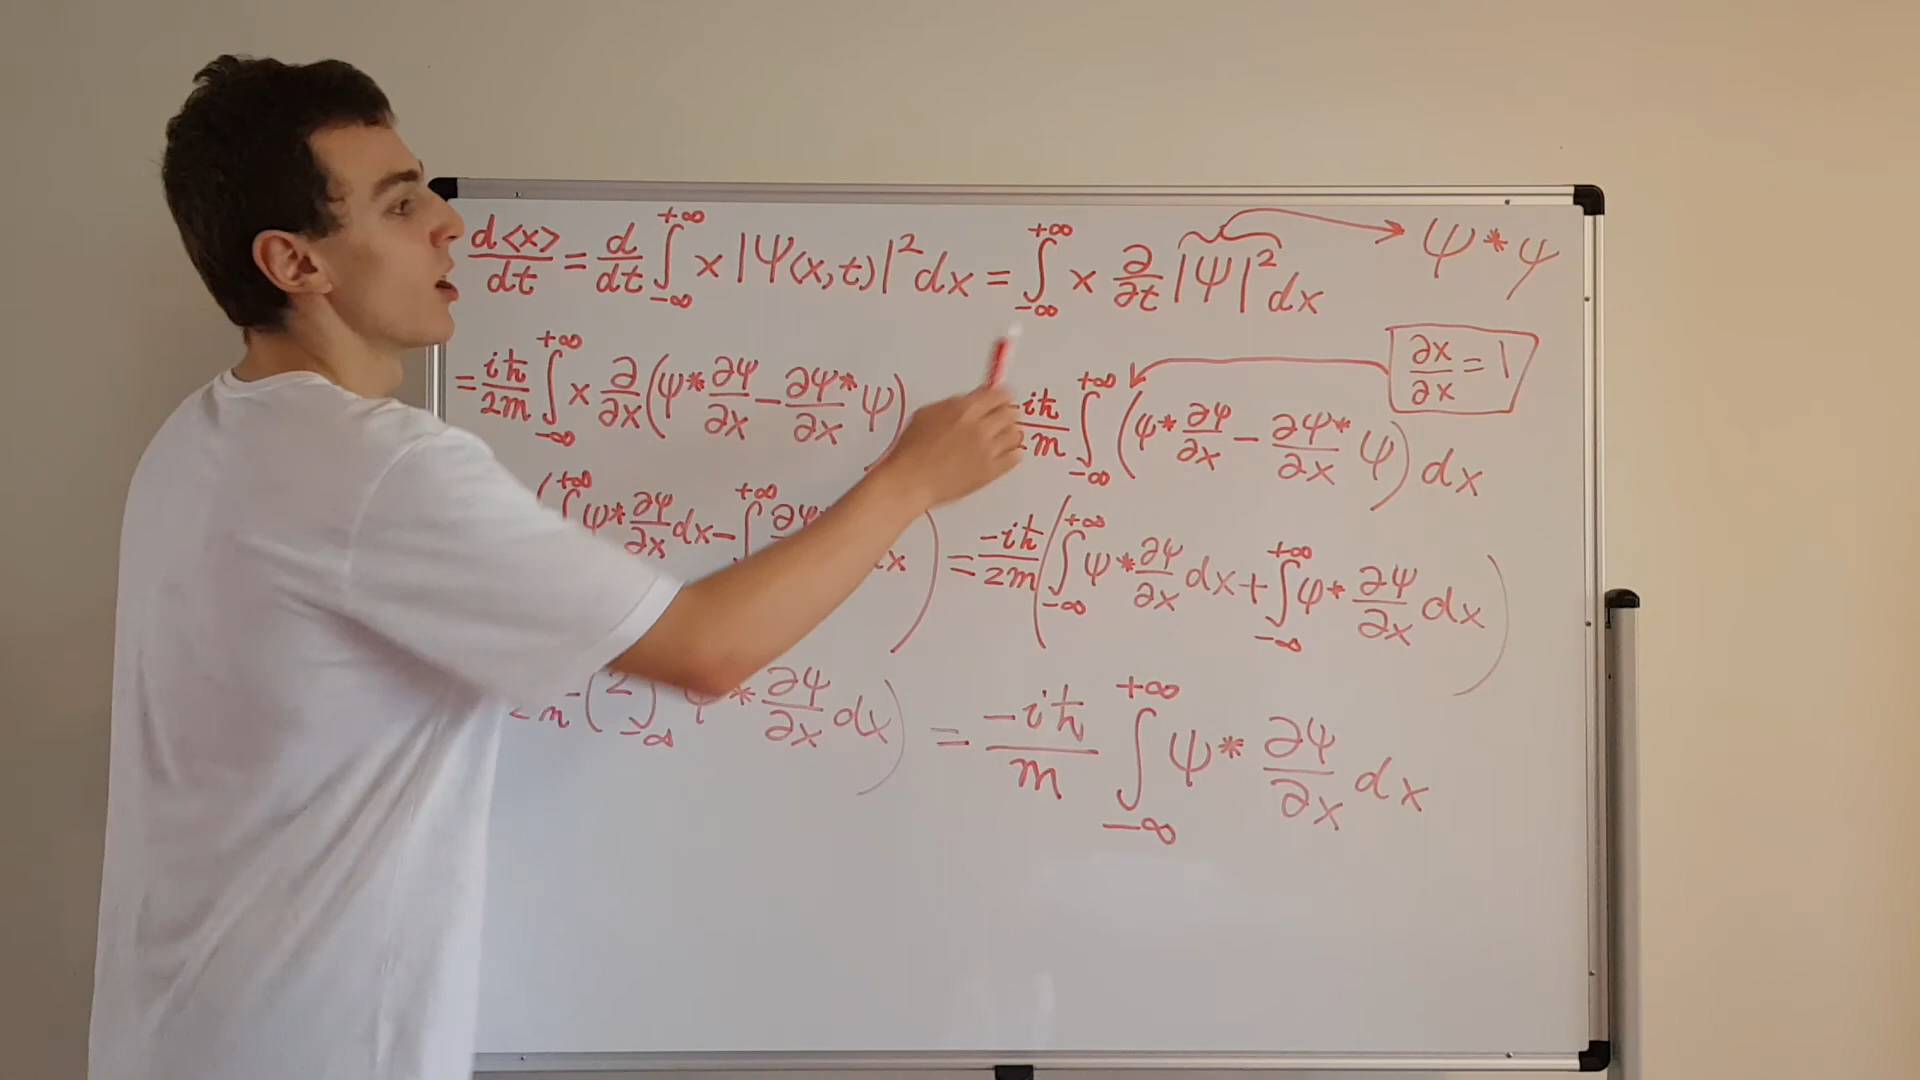 d<x>/dt = d/dt ∫_{-∞}^{+∞} x |Ψ(x,t)|² dx = ∫_{-∞}^{+∞} x ∂/∂t |Ψ|² dx → Ψ*Ψ
∂x/∂x = 1
= iħ/2m ∫_{-∞}^{+∞} x ∂/∂x (Ψ* ∂Ψ/∂x − ∂Ψ*/∂x Ψ) -iħ/2m ∫_{-∞}^{+∞} (Ψ* ∂Ψ/∂x − ∂Ψ*/∂x Ψ) dx
(∫^{+∞} Ψ* ∂Ψ/∂x dx − ∫^{+∞} ∂Ψ dx) = -iħ/2m (∫_{-∞}^{+∞} Ψ* ∂Ψ/∂x dx + ∫_{-∞}^{+∞} Ψ* ∂Ψ/∂x dx)
2m (2 ∫_{-∞} Ψ* ∂Ψ/∂x dx) = -iħ/m ∫_{-∞}^{+∞} Ψ* ∂Ψ/∂x dx